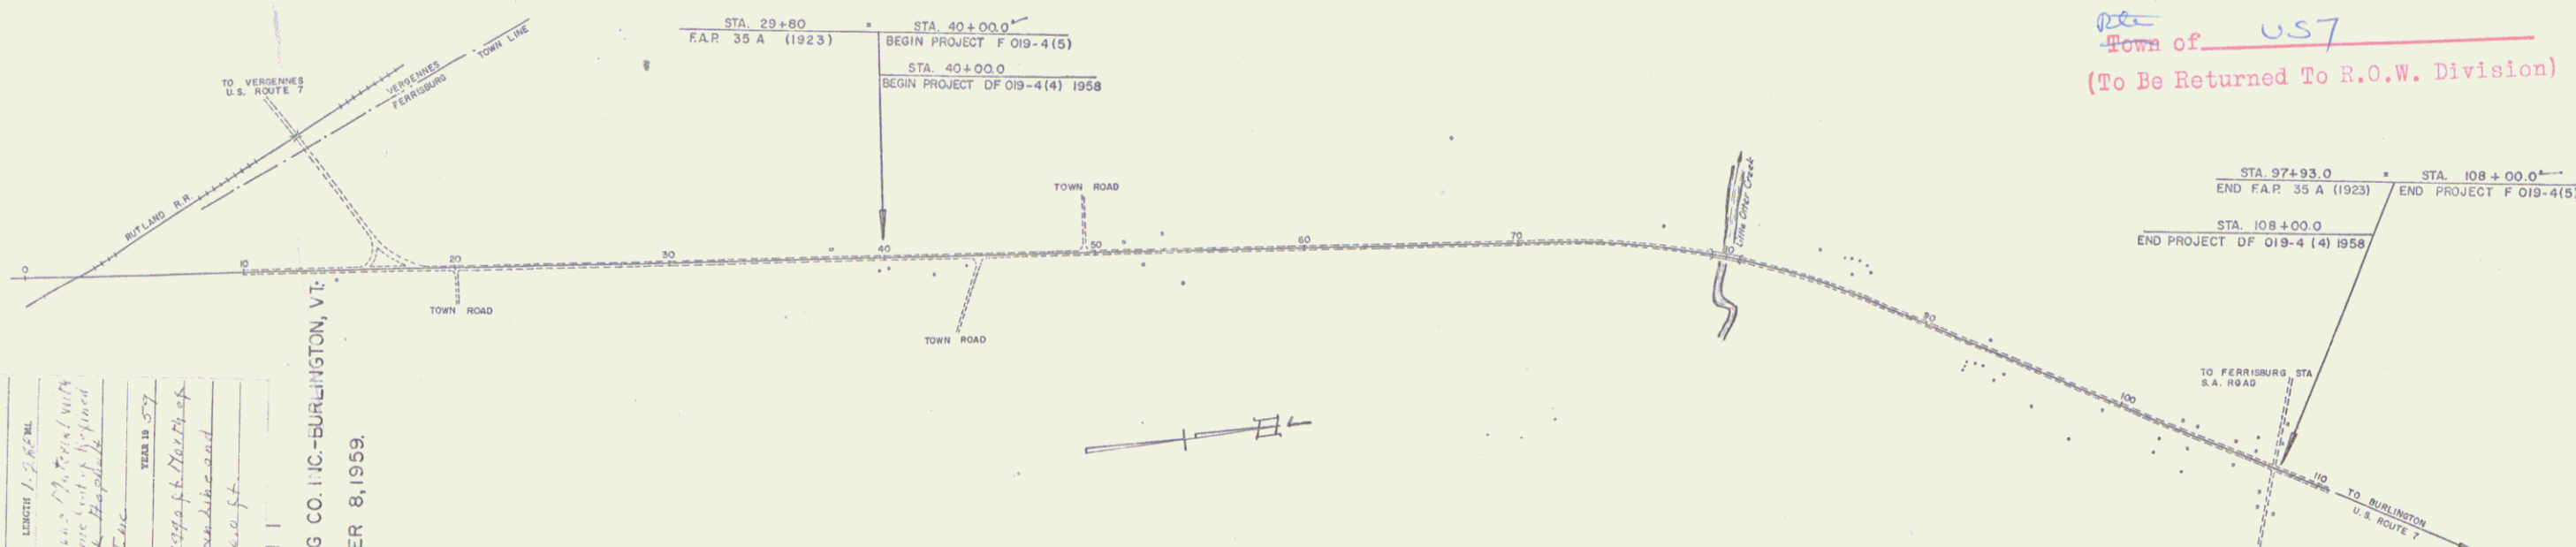 STA. 29+80 = STA. 40+00.0
F.A.P. 35 A (1923) BEGIN PROJECT F 019-4(5)
STA. 40+00.0
BEGIN PROJECT DF 019-4(4) 1958
Rte
Town of US7
(To Be Returned To R.O.W. Division)
TO VERGENNES
U.S. ROUTE 7
VERGENNES
FERRISBURG
TOWN LINE
RUTLAND R.R.
TOWN ROAD
Little Otter Creek
STA. 97+93.0 = STA. 108+00.0
END F.A.P. 35 A (1923) END PROJECT F 019-4(5)
STA. 108+00.0
END PROJECT DF 019-4 (4) 1958
0
10
20
30
40
50
60
70
80
90
100
110
TOWN ROAD
TOWN ROAD
TO FERRISBURG STA
S.A. ROAD
TO BURLINGTON
U.S. ROUTE 7
LENGTH MI.
YEAR 19 59
ft North of
G CO. INC.-BURLINGTON, VT.
ER 8, 1959.